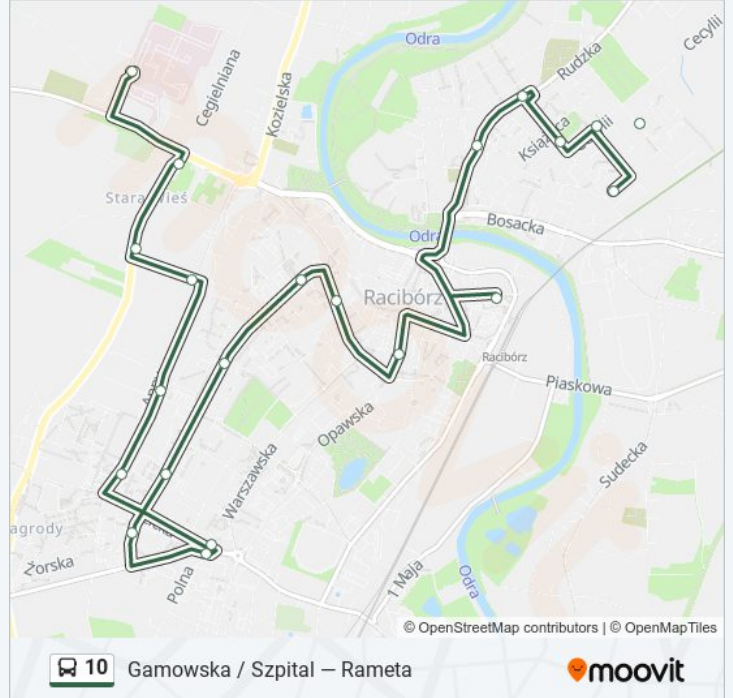 Odra
Cecylii
Rudzka
Cegielniana
Kozielska
Książęca
Stara Wieś
Bosacka
Odra
Racibórz
Racibórz
Piaskowa
Opawska
Sudecka
Warszawska
agrody
Żorska
Polna
1 Maja
Odra
© OpenStreetMap contributors | © OpenMapTiles
10 Gamowska / Szpital — Rameta
moovit